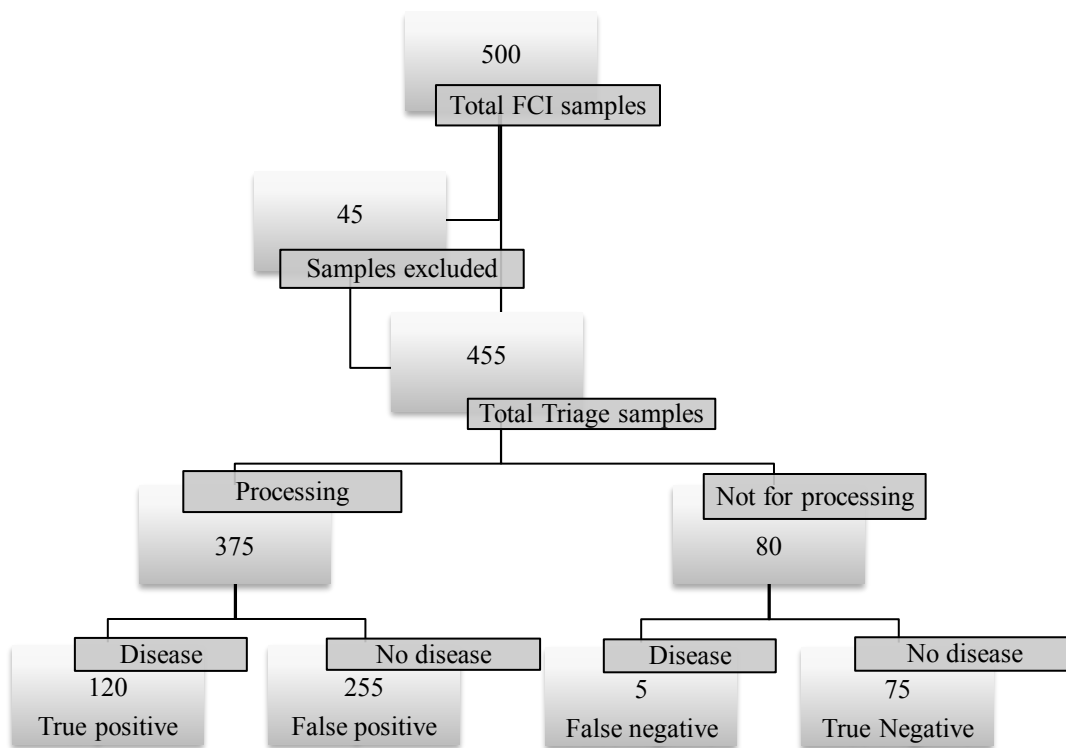 500
Total FCI samples
45
Samples excluded
455
Total Triage samples
Processing
Not for processing
375
80
Disease
No disease
Disease
No disease
120
True positive
255
False positive
5
False negative
75
True Negative